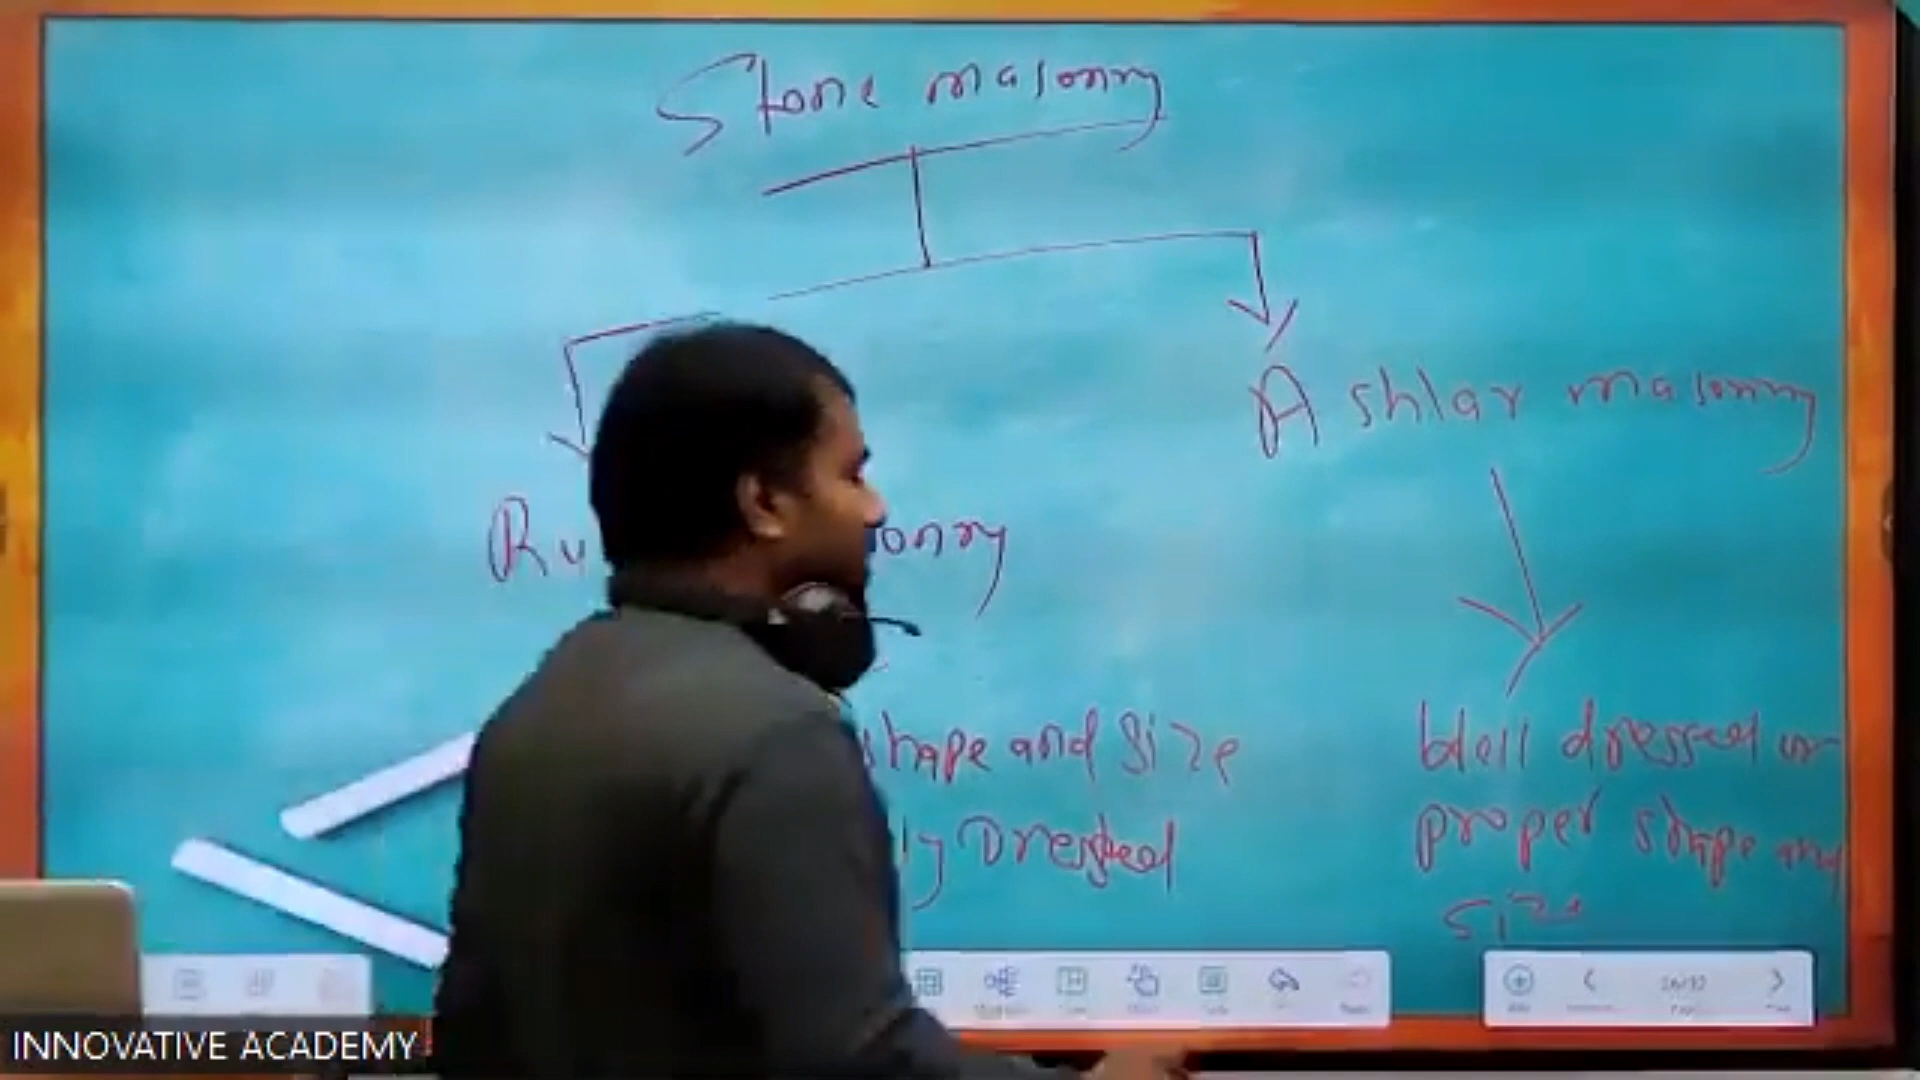 Stone masonry
Ashlar masonry
Ru onry
shape and size
ly Dressed
Well dressed or
proper shape and
size
INNOVATIVE ACADEMY